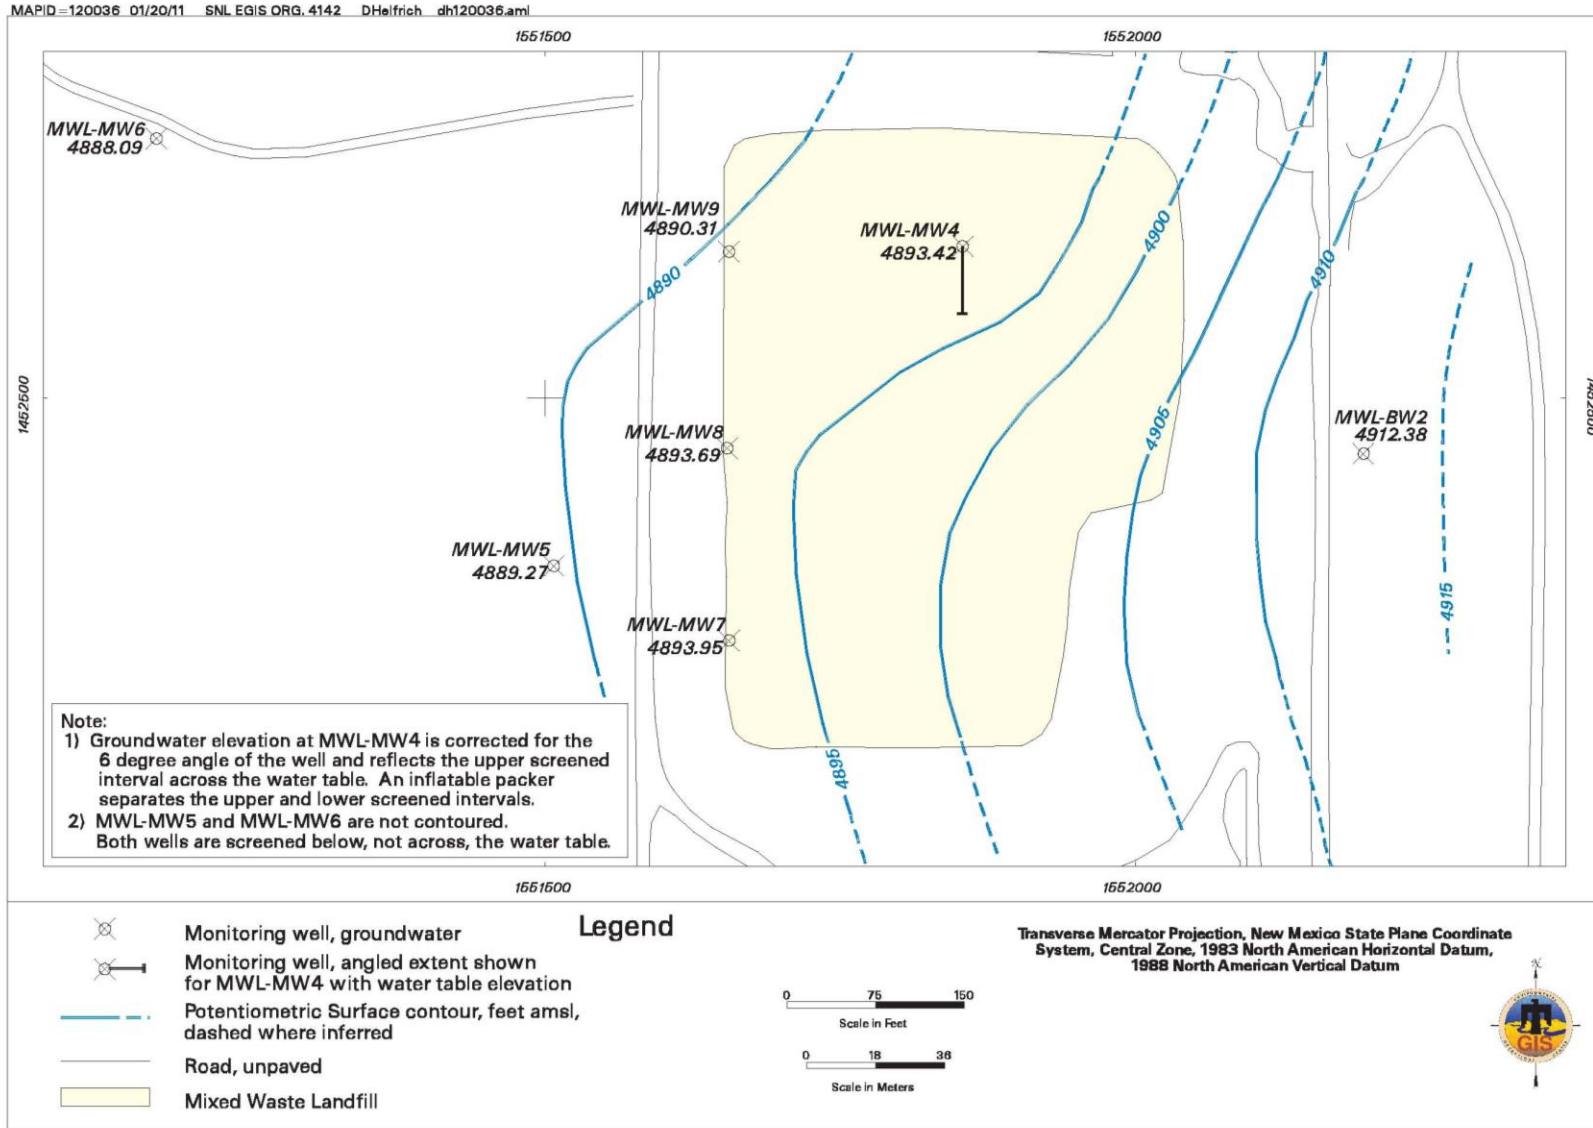 MAPID=120036 01/20/11 SNL EGIS ORG. 4142 DHelfrich dh120036.aml
1551500 1552000
MWL-MW6
4888.09
MWL-MW9
4890.31
MWL-MW4
4893.42
4900
4890
4910
1452500
1452500
MWL-MW8
4893.69
4905
MWL-BW2
4912.38
MWL-MW5
4889.27
4915
MWL-MW7
4893.95
4895
Note:
1) Groundwater elevation at MWL-MW4 is corrected for the
6 degree angle of the well and reflects the upper screened
interval across the water table. An inflatable packer
separates the upper and lower screened intervals.
2) MWL-MW5 and MWL-MW6 are not contoured.
Both wells are screened below, not across, the water table.
1551500 1552000
Legend
Monitoring well, groundwater
Monitoring well, angled extent shown
for MWL-MW4 with water table elevation
Potentiometric Surface contour, feet amsl,
dashed where inferred
Road, unpaved
Mixed Waste Landfill
0 75 150
Scale in Feet
0 18 36
Scale in Meters
Transverse Mercator Projection, New Mexico State Plane Coordinate
System, Central Zone, 1983 North American Horizontal Datum,
1988 North American Vertical Datum
GIS